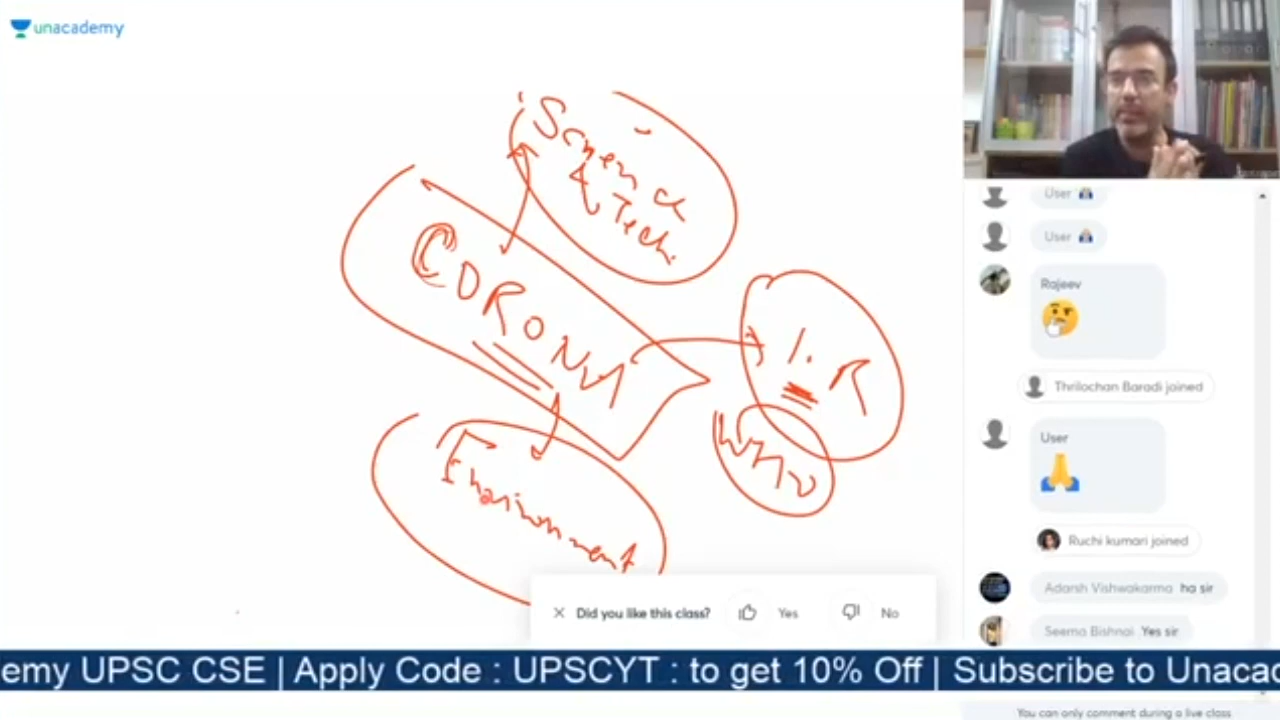 unacademy
Science
& Tech.
CORONA
I. R
WHO
Environment
User
User
Rajeev
Thrilochan Baradi joined
User
Ruchi kumari joined
Adarsh Vishwakarma ha sir
Seema Bishnoi Yes sir
Did you like this class? Yes No
emy UPSC CSE | Apply Code : UPSCYT : to get 10% Off | Subscribe to Unacad
You can only comment during a live class